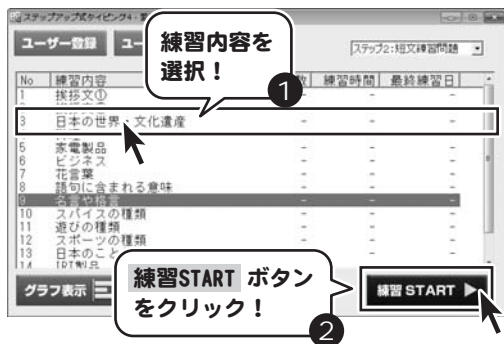 ステップアップ式タイピング4・
ユーザー登録
ユー
練習内容を
選択！
1
ステップ2:短文練習問題
No 練習内容 数 練習時間 最終練習日
1 挨拶文① - - -
3 日本の世界・文化遺産 - - -
5 家電製品 - - -
6 ビジネス - - -
7 花言葉 - - -
8 語句に含まれる意味 - - -
9 名言や格言 - - -
10 スパイスの種類 - - -
11 遊びの種類 - - -
12 スポーツの種類 - - -
13 日本のこと
14
グラフ表示
練習START ボタン
をクリック！
2
練習 START ▶